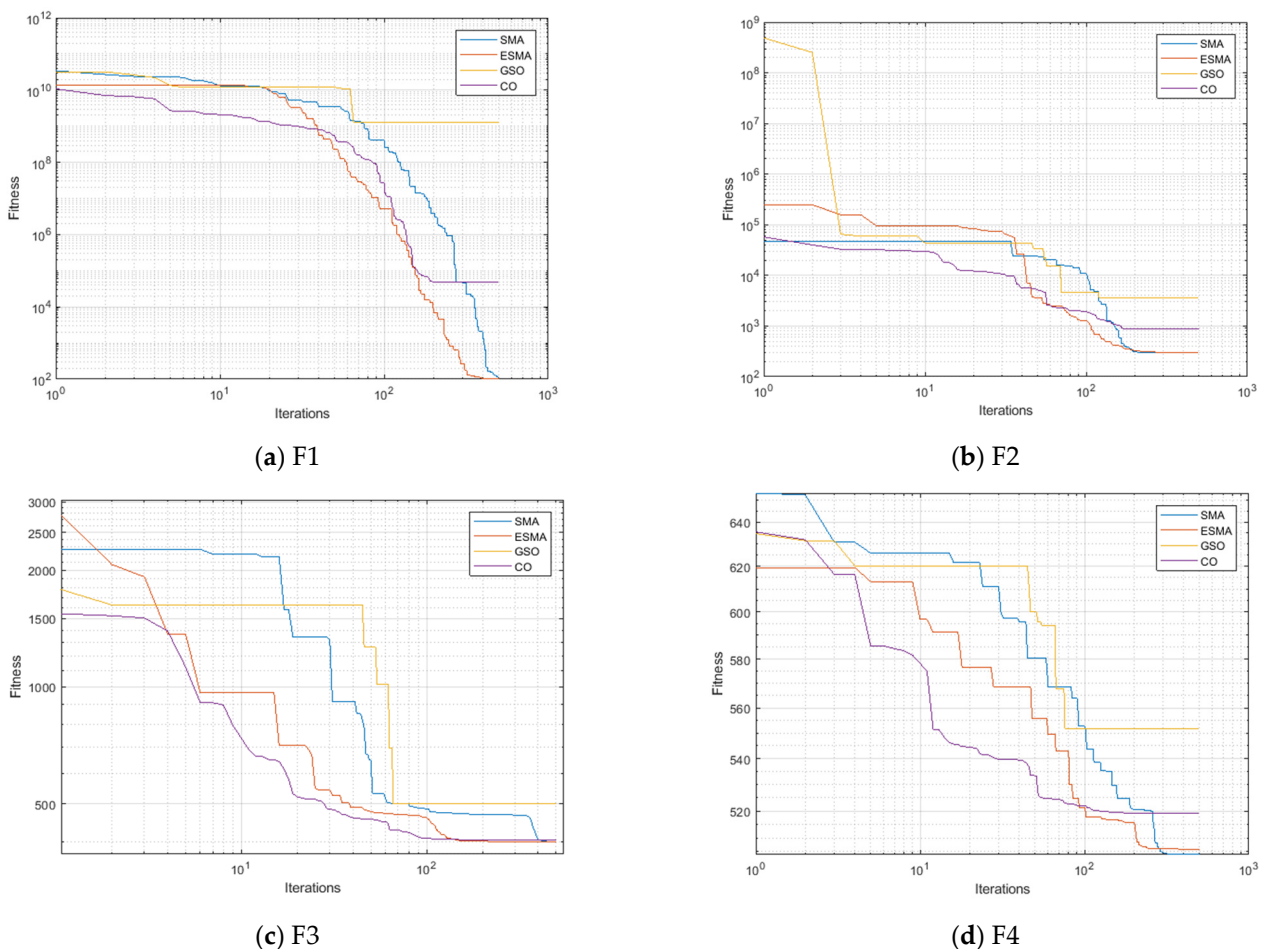 10^12
10^10
10^8
10^6
10^4
10^2
Fitness
10^0
10^1
10^2
10^3
Iterations
SMA
ESMA
GSO
CO
(a) F1
10^9
10^8
10^7
10^6
10^5
10^4
10^3
10^2
Fitness
10^0
10^1
10^2
10^3
Iterations
SMA
ESMA
GSO
CO
(b) F2
3000
2500
2000
1500
1000
500
Fitness
10^1
10^2
Iterations
SMA
ESMA
GSO
CO
(c) F3
640
620
600
580
560
540
520
Fitness
10^0
10^1
10^2
10^3
Iterations
SMA
ESMA
GSO
CO
(d) F4